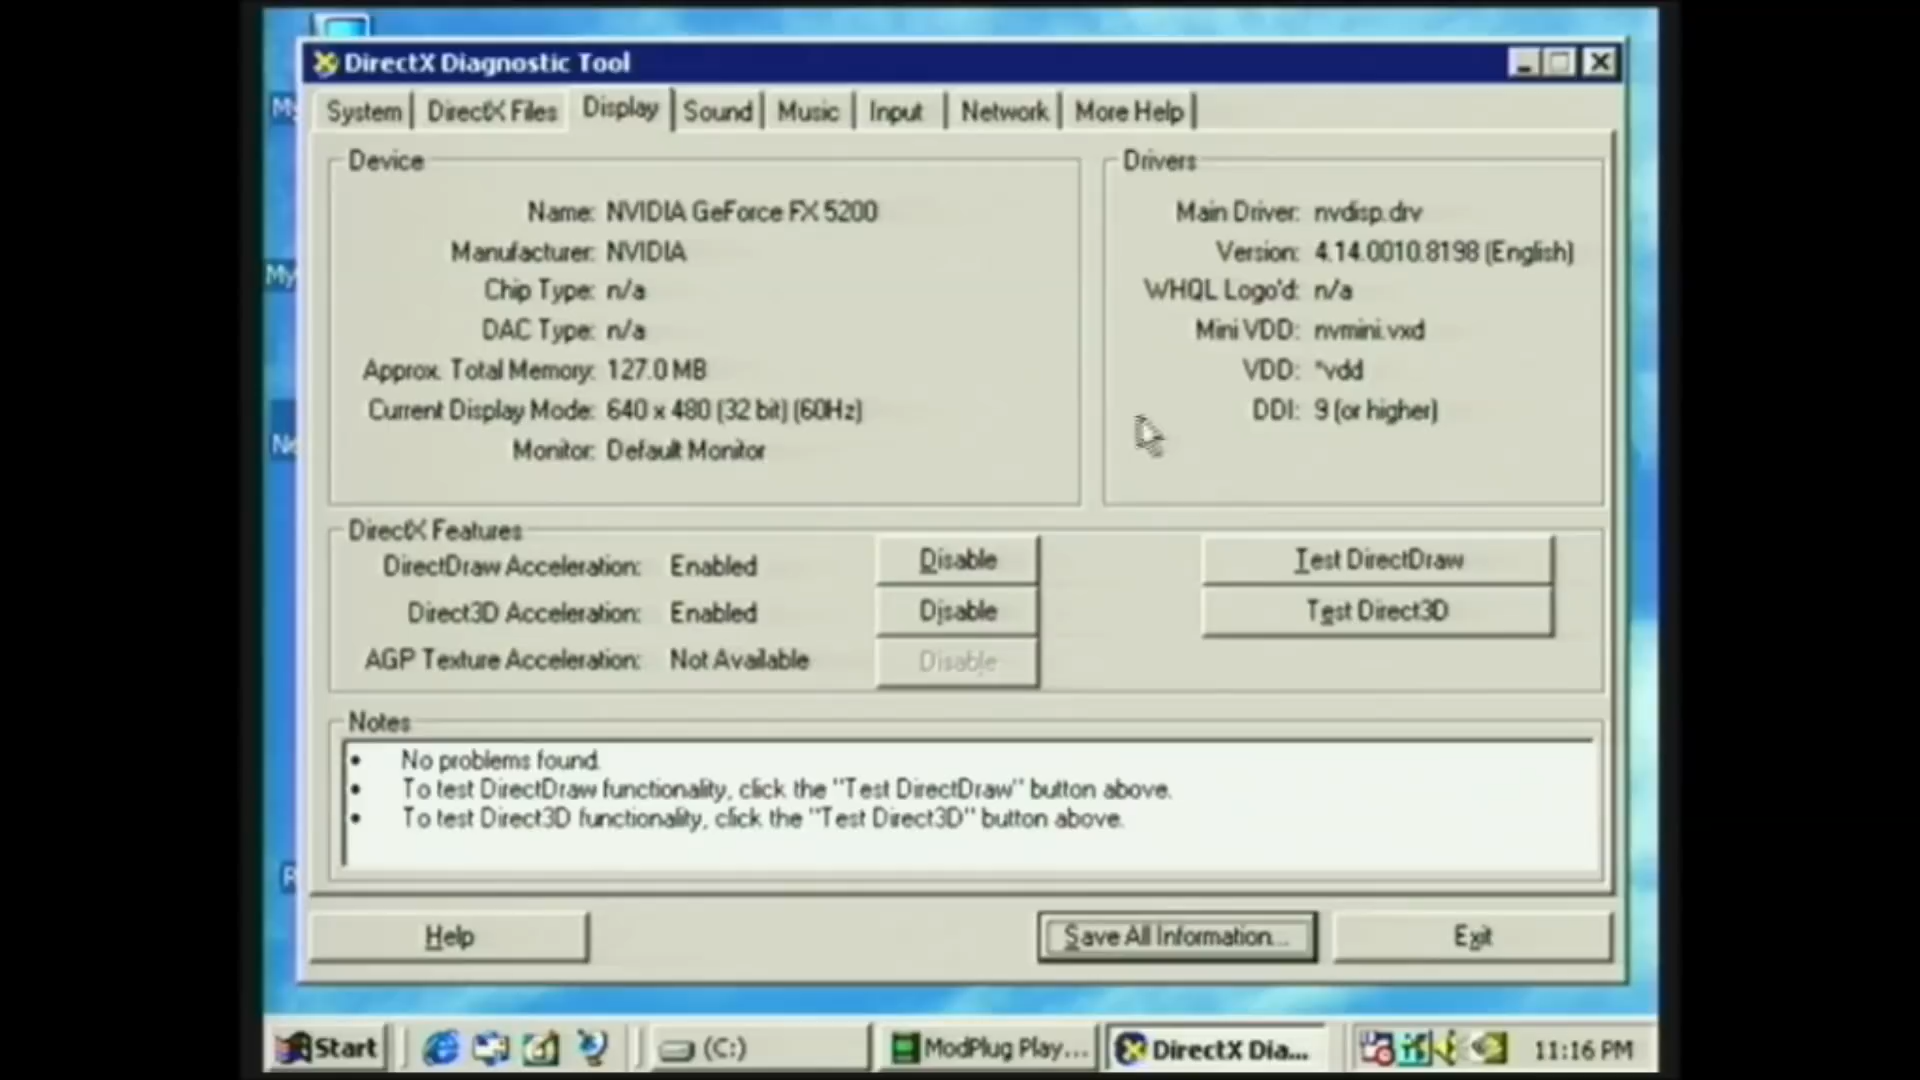 DirectX Diagnostic Tool
System DirectX Files Display Sound Music Input Network More Help
Device
Name: NVIDIA GeForce FX 5200
Manufacturer: NVIDIA
Chip Type: n/a
DAC Type: n/a
Approx. Total Memory: 127.0 MB
Current Display Mode: 640 x 480 (32 bit) (60Hz)
Monitor: Default Monitor
Drivers
Main Driver: nvdisp.drv
Version: 4.14.0010.8198 (English)
WHQL Logo'd: n/a
Mini VDD: nvmini.vxd
VDD: *vdd
DDI: 9 (or higher)
DirectX Features
DirectDraw Acceleration: Enabled Disable Test DirectDraw
Direct3D Acceleration: Enabled Disable Test Direct3D
AGP Texture Acceleration: Not Available Disable
Notes
• No problems found.
• To test DirectDraw functionality, click the "Test DirectDraw" button above.
• To test Direct3D functionality, click the "Test Direct3D" button above.
Help Save All Information... Exit
Start (C:) ModPlug Play... DirectX Dia... 11:16 PM